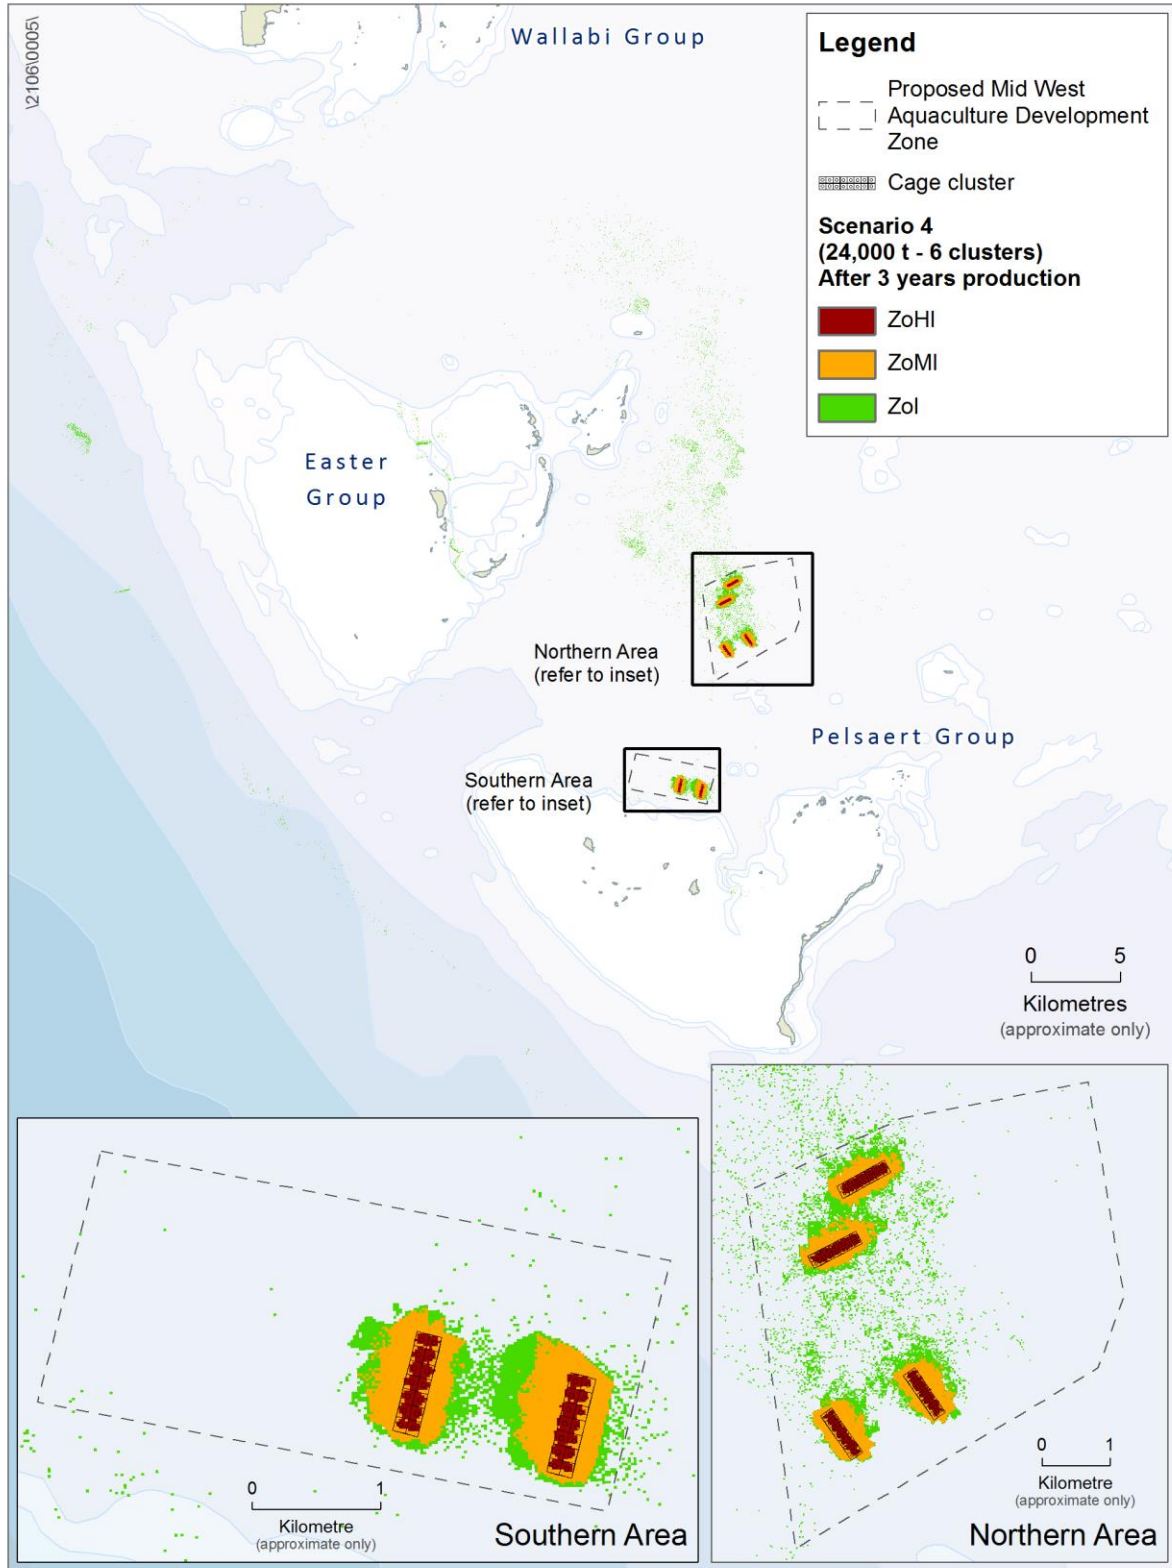 \2106\0005\
Wallabi Group
Legend
Proposed Mid West
Aquaculture Development
Zone
Cage cluster
Scenario 4
(24,000 t - 6 clusters)
After 3 years production
ZoHI
ZoMI
ZoI
Easter
Group
Northern Area
(refer to inset)
Pelsaert Group
Southern Area
(refer to inset)
0 5
Kilometres
(approximate only)
0 1
Kilometre
(approximate only)
Southern Area
0 1
Kilometre
(approximate only)
Northern Area